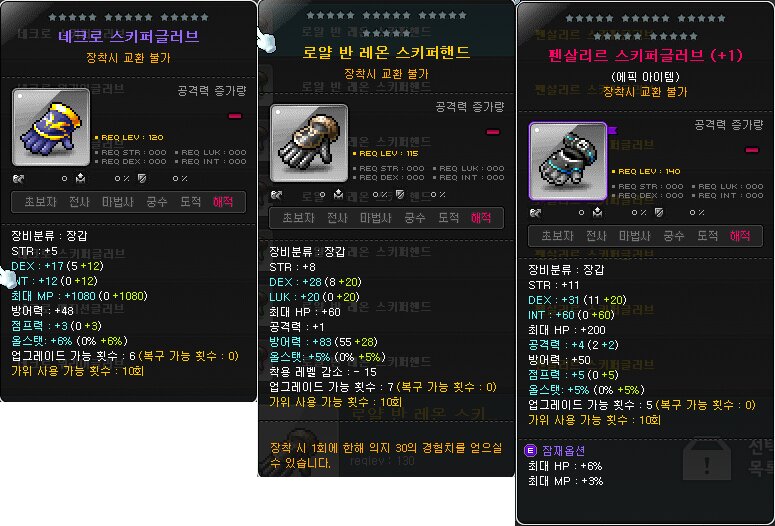 네크로 스키퍼글러브
장착시 교환 불가
공격력 증가량
REQ LEV : 120
REQ STR : 000 REQ LUK : 000
REQ DEX : 000 REQ INT : 000
0 0 % 0 %
초보자 전사 마법사 궁수 도적 해적
장비분류 : 장갑
STR : +5
DEX : +17 (5 +12)
INT : +12 (0 +12)
최대 MP : +1080 (0 +1080)
방어력 : +48
점프력 : +3 (0 +3)
올스탯: +6% (0% +6%)
업그레이드 가능 횟수 : 6 (복구 가능 횟수 : 0)
가위 사용 가능 횟수 : 10회
로얄 반 레온 스키퍼핸드
장착시 교환 불가
공격력 증가량
REQ LEV : 115
REQ STR : 000 REQ LUK : 000
REQ DEX : 000 REQ INT : 000
0 0 % 0 %
초보자 전사 마법사 궁수 도적 해적
장비분류 : 장갑
STR : +8
DEX : +28 (8 +20)
LUK : +20 (0 +20)
최대 HP : +60
공격력 : +1
방어력 : +83 (55 +28)
올스탯: +5% (0% +5%)
착용 레벨 감소 : - 15
업그레이드 가능 횟수 : 7 (복구 가능 횟수 : 0)
가위 사용 가능 횟수 : 10회
로얄 반 레온 스키
reqlev : 130
장착 시 1회에 한해 의지 30의 경험치를 얻으실
수 있습니다.
펜살리르 스키퍼글러브 (+1)
(에픽 아이템)
장착시 교환 불가
공격력 증가량
REQ LEV : 140
REQ STR : 000 REQ LUK : 000
REQ DEX : 000 REQ INT : 000
0 0 % 0 %
초보자 전사 마법사 궁수 도적 해적
장비분류 : 장갑
STR : +11
DEX : +31 (11 +20)
INT : +60 (0 +60)
최대 HP : +200
공격력 : +4 (2 +2)
방어력 : +50
점프력 : +5 (0 +5)
올스탯: +5% (0% +5%)
업그레이드 가능 횟수 : 5 (복구 가능 횟수 : 0)
가위 사용 가능 횟수 : 10회
E 잠재옵션
최대 HP : +6%
최대 MP : +3%
선택
목록